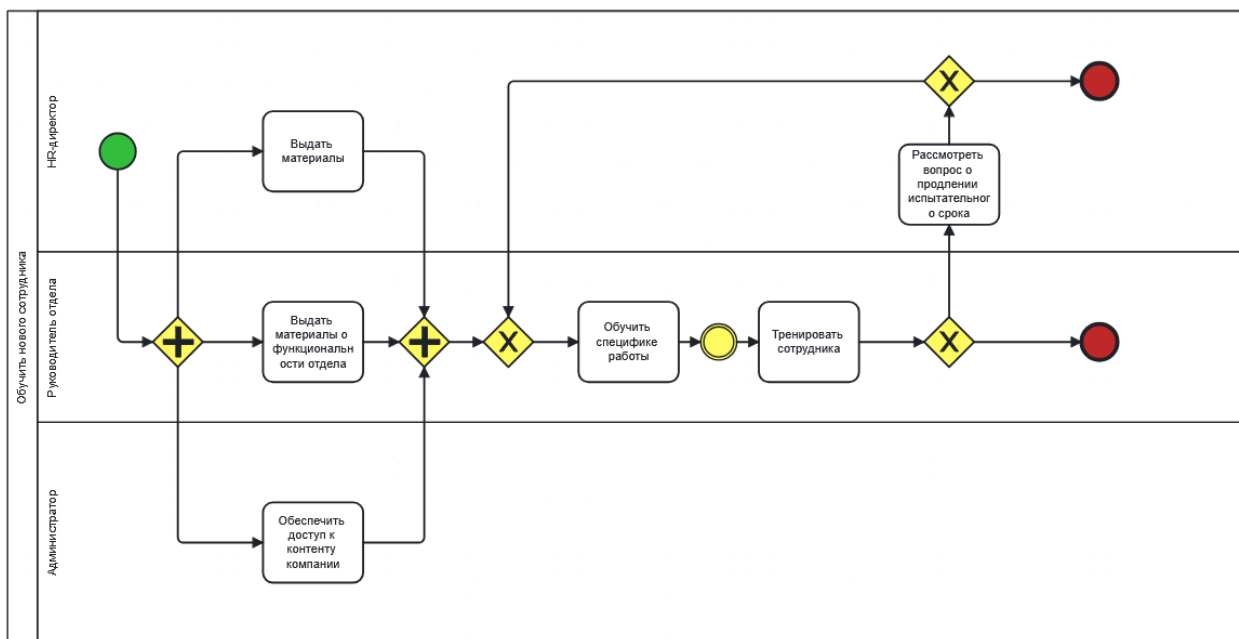 Обучить нового сотрудника
HR-директор
Выдать
материалы
Рассмотреть
вопрос о
продлении
испытательног
о срока
Руководитель отдела
Выдать
материалы о
функциональн
ости отдела
Обучить
специфике
работы
Тренировать
сотрудника
Администратор
Обеспечить
доступ к
контенту
компании